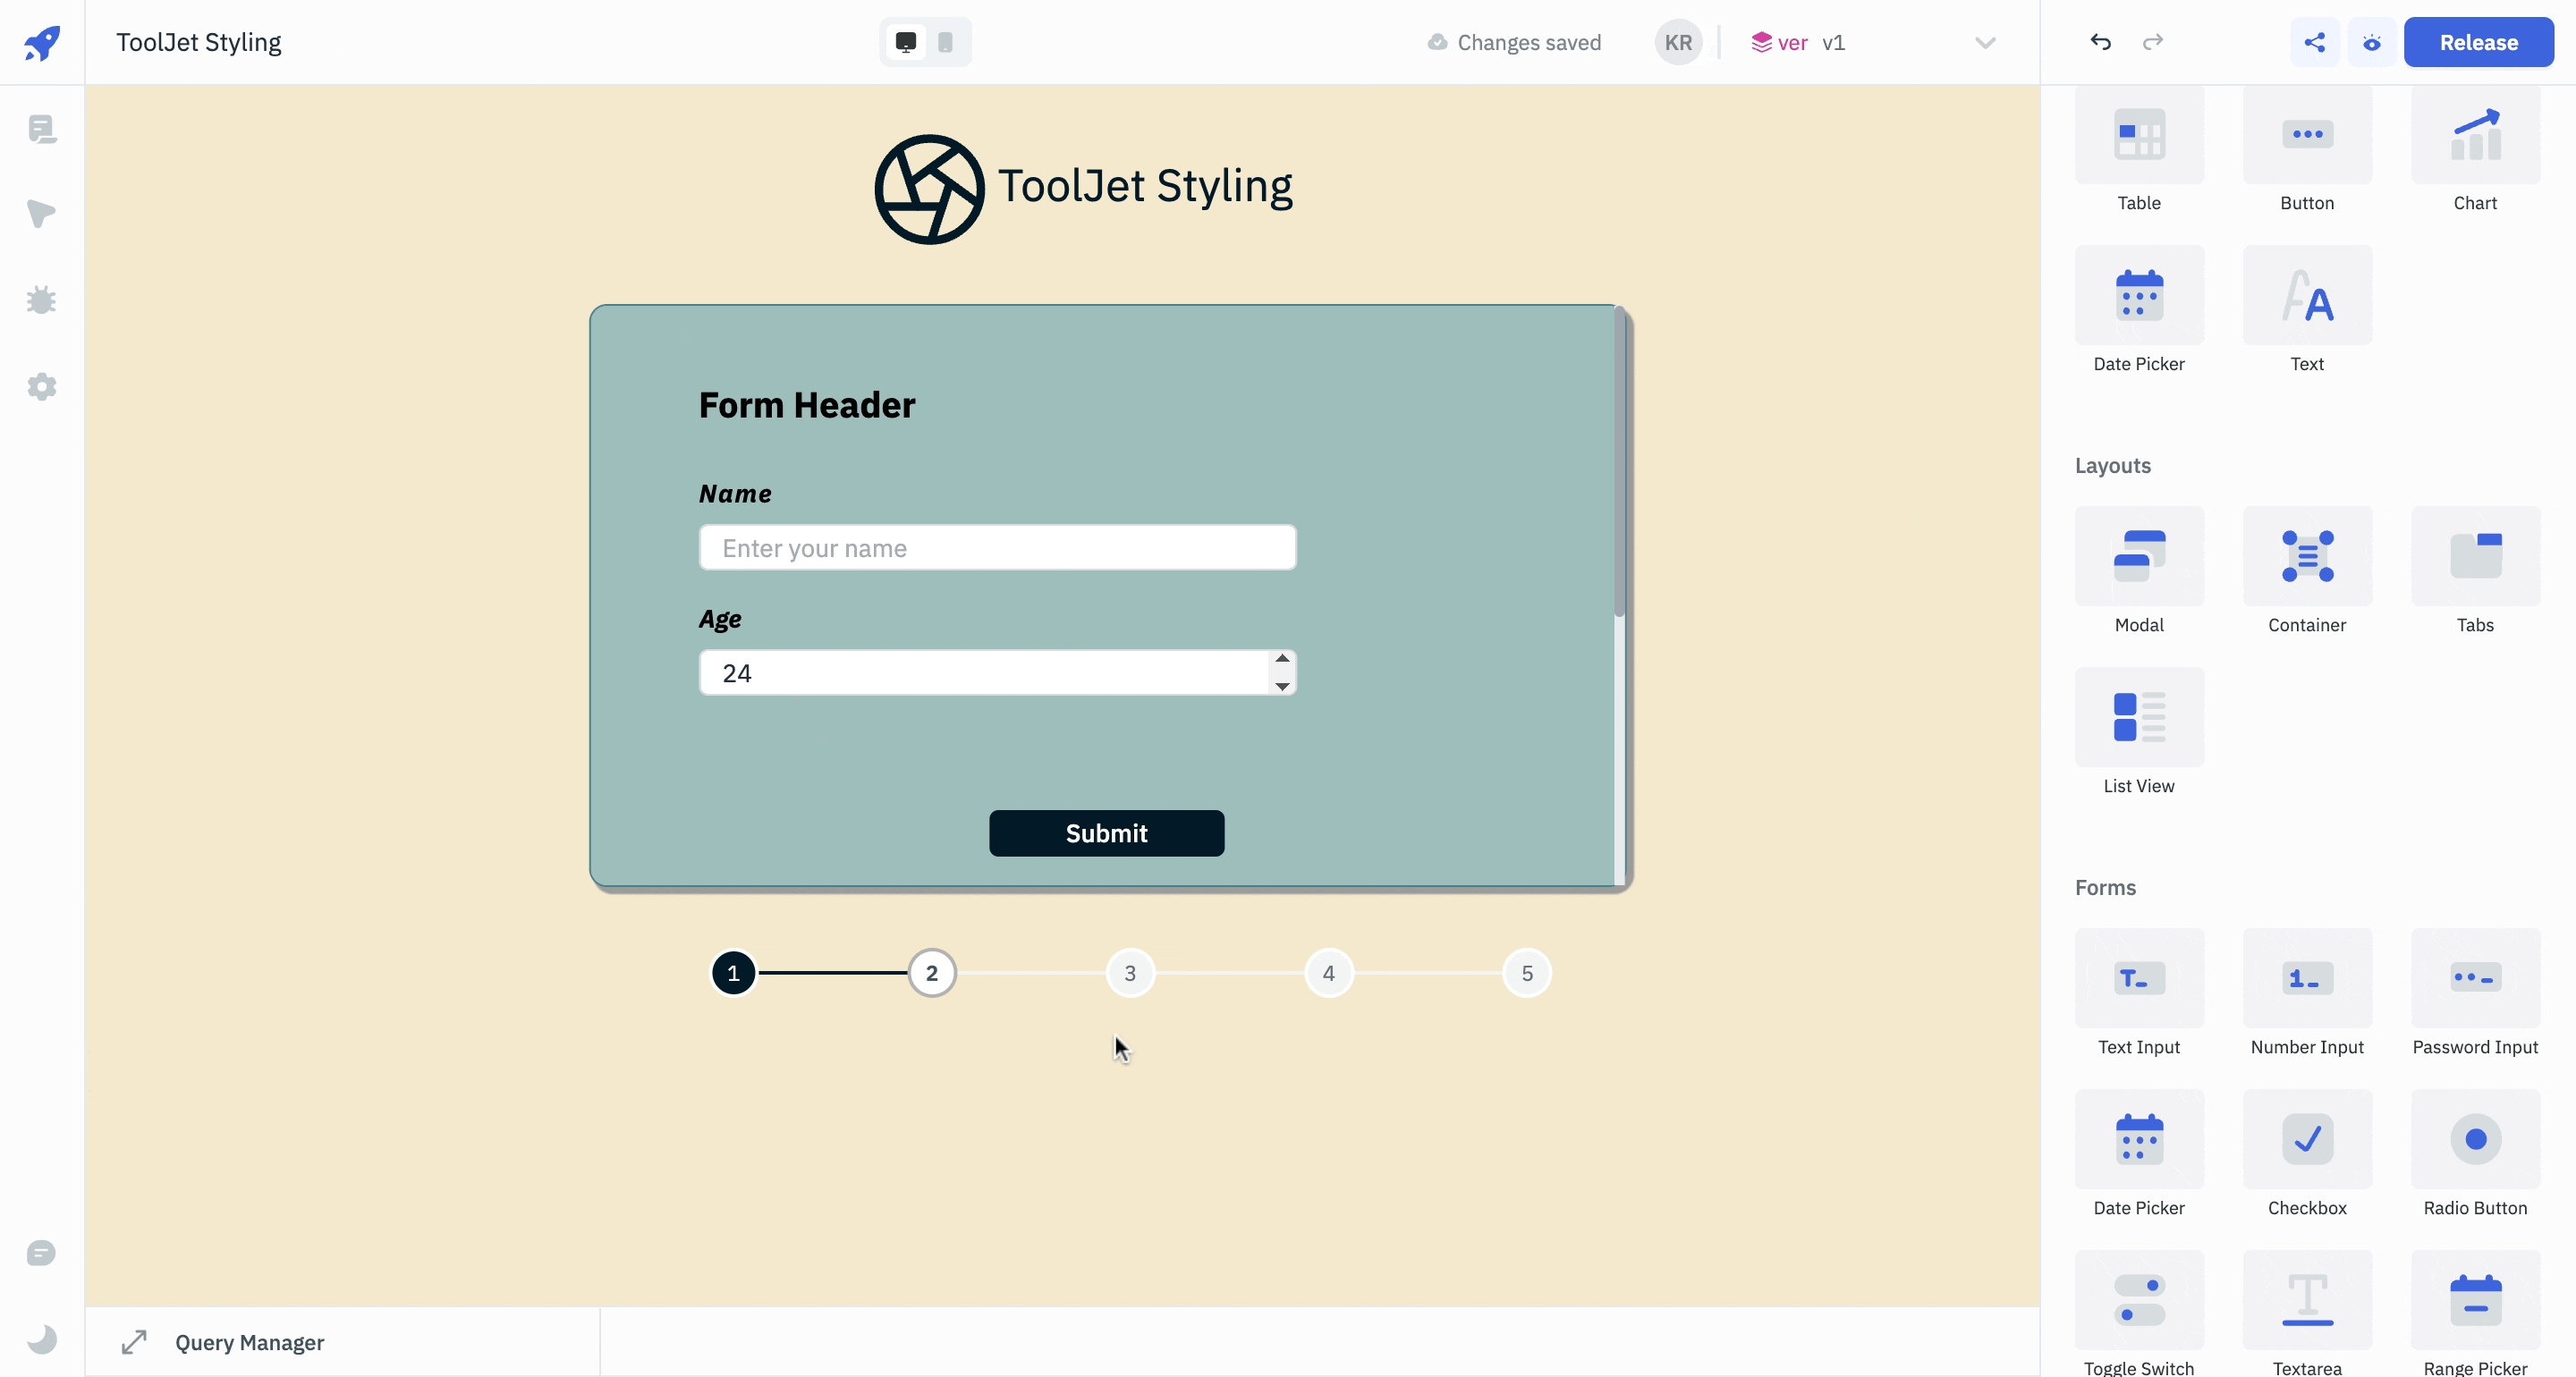 ToolJet Styling
Changes saved
KR
ver v1
Release
ToolJet Styling
Form Header
Name
Enter your name
Age
24
Submit
1 2 3 4 5
Query Manager
Table Button Chart
Date Picker Text
Layouts
Modal Container Tabs
List View
Forms
Text Input Number Input Password Input
Date Picker Checkbox Radio Button
Toggle Switch Textarea Range Picker